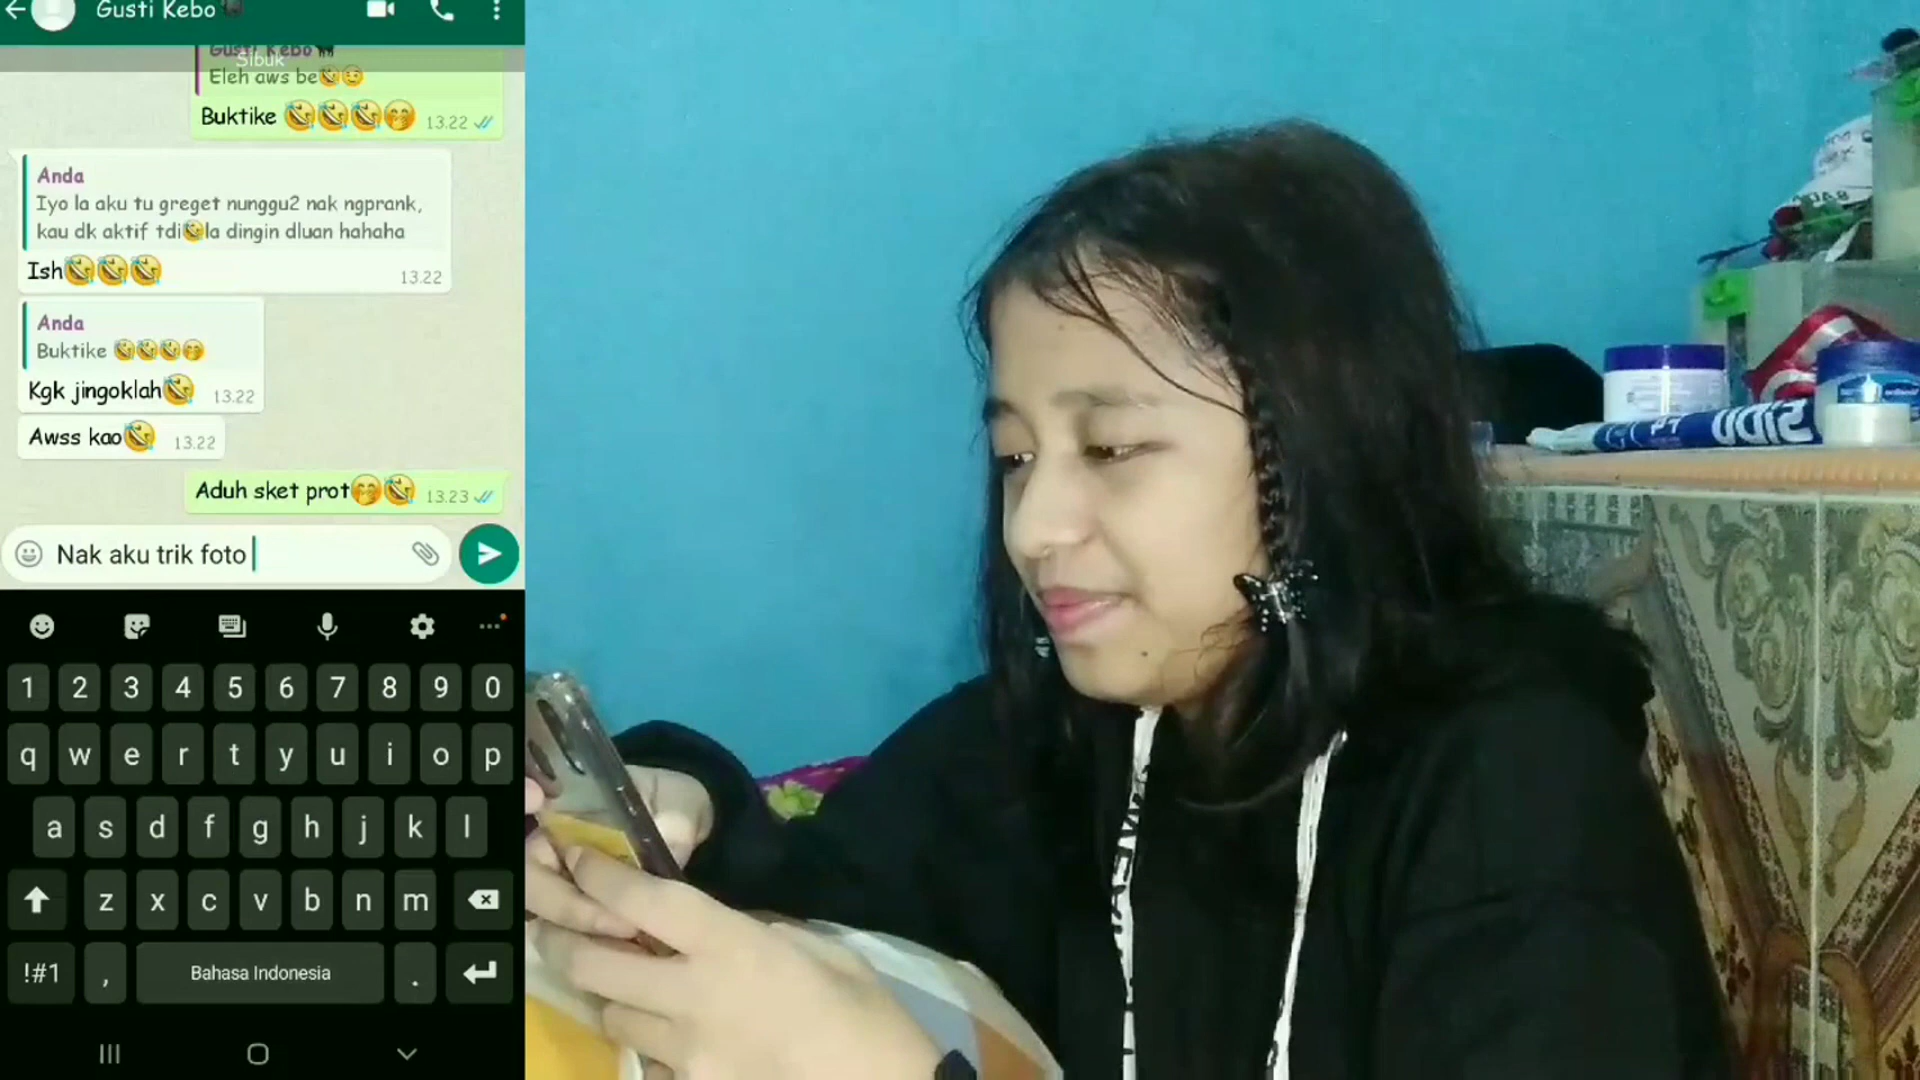 Gusti Kebo
Gusti Kebo
Sibuk
Eleh aws be🤣😉
Buktike 🤣🤣🤣🤭 13.22
Anda
Iyo la aku tu greget nunggu2 nak ngprank,
kau dk aktif tdi🤣la dingin dluan hahaha
Ish🤣🤣🤣 13.22
Anda
Buktike 🤣🤣🤣🤭
Kgk jingoklah🤣 13.22
Awss kao🤣 13.22
Aduh sket prot🤭🤣 13.23
Nak aku trik foto
1 2 3 4 5 6 7 8 9 0
q w e r t y u i o p
a s d f g h j k l
z x c v b n m
!#1 , Bahasa Indonesia .